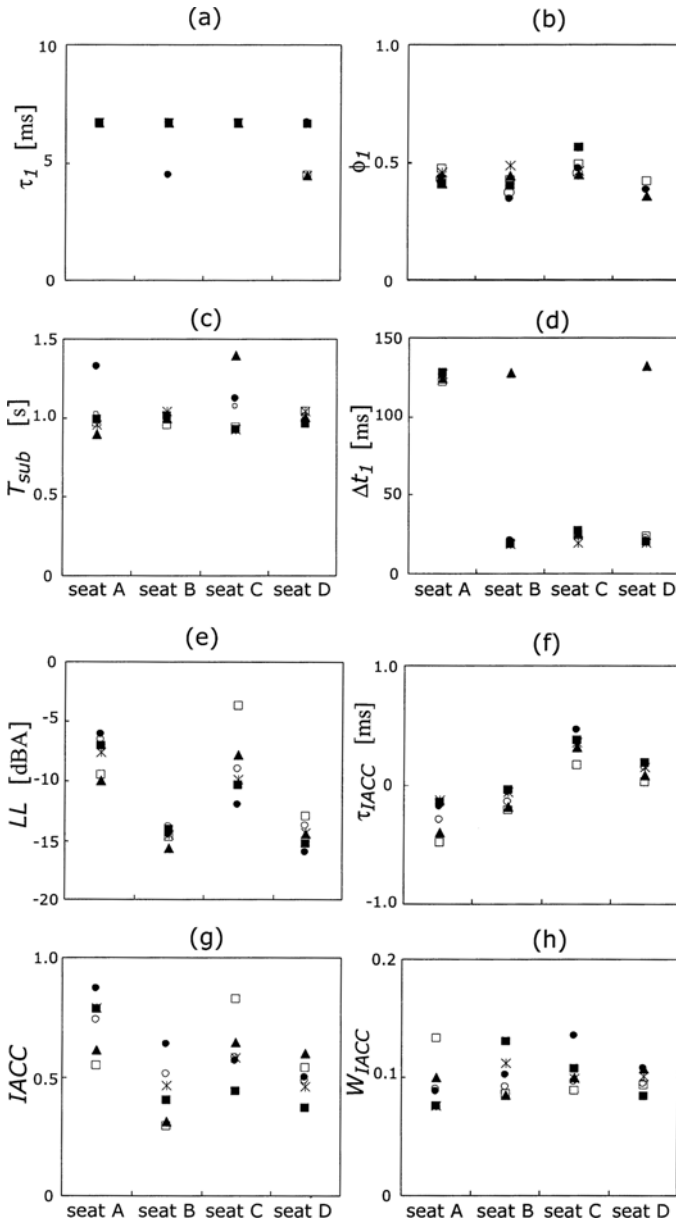 (a)
(b)
10
5
0
τ1 [ms]
1.0
0.5
0
ϕ1
(c)
(d)
1.5
1.0
0.5
0
Tsub [s]
seat A seat B seat C seat D
150
100
50
0
Δt1 [ms]
seat A seat B seat C seat D
(e)
(f)
0
-5
-10
-15
-20
LL [dBA]
1.0
0
-1.0
τIACC [ms]
(g)
(h)
1.0
0.5
0
IACC
seat A seat B seat C seat D
0.2
0.1
0
WIACC
seat A seat B seat C seat D